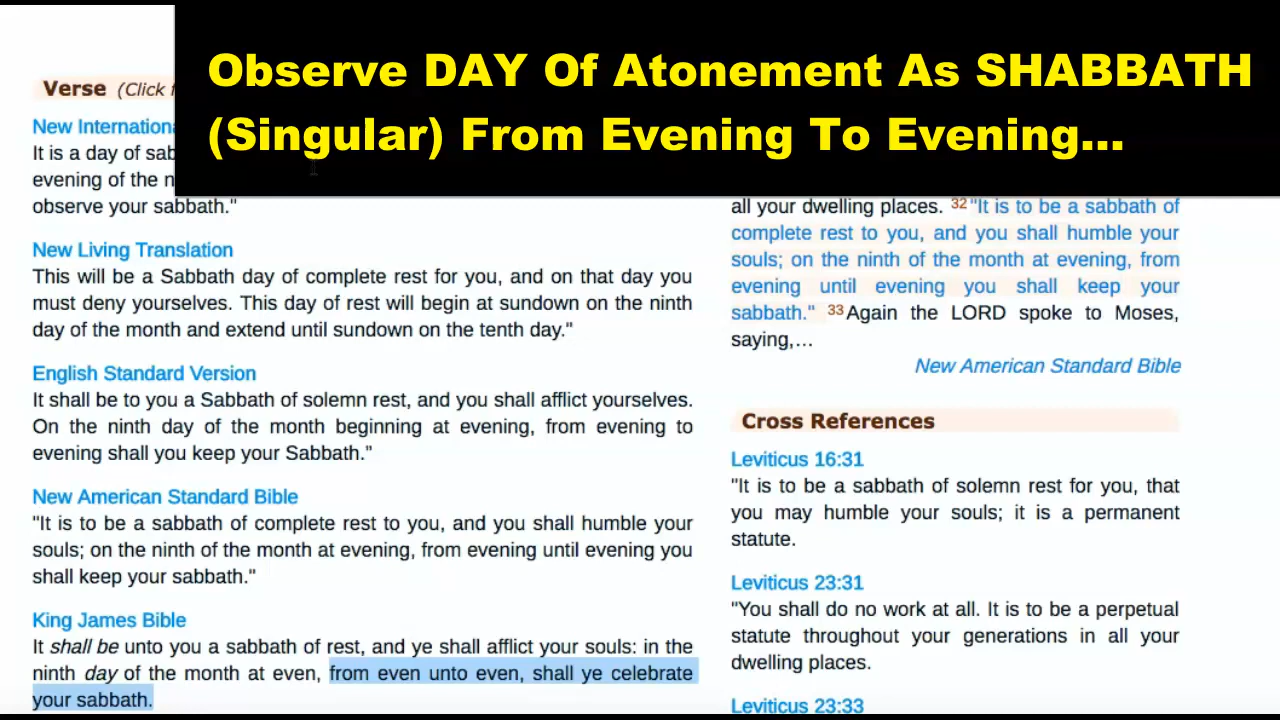 Observe DAY Of Atonement As SHABBATH
(Singular) From Evening To Evening...
Verse (Click
New Internationa
It is a day of sab
evening of the n
observe your sabbath."
New Living Translation
This will be a Sabbath day of complete rest for you, and on that day you
must deny yourselves. This day of rest will begin at sundown on the ninth
day of the month and extend until sundown on the tenth day."
English Standard Version
It shall be to you a Sabbath of solemn rest, and you shall afflict yourselves.
On the ninth day of the month beginning at evening, from evening to
evening shall you keep your Sabbath."
New American Standard Bible
"It is to be a sabbath of complete rest to you, and you shall humble your
souls; on the ninth of the month at evening, from evening until evening you
shall keep your sabbath."
King James Bible
It shall be unto you a sabbath of rest, and ye shall afflict your souls: in the
ninth day of the month at even, from even unto even, shall ye celebrate
your sabbath.
all your dwelling places. 32"It is to be a sabbath of
complete rest to you, and you shall humble your
souls; on the ninth of the month at evening, from
evening until evening you shall keep your
sabbath." 33Again the LORD spoke to Moses,
saying,...
New American Standard Bible
Cross References
Leviticus 16:31
"It is to be a sabbath of solemn rest for you, that
you may humble your souls; it is a permanent
statute.
Leviticus 23:31
"You shall do no work at all. It is to be a perpetual
statute throughout your generations in all your
dwelling places.
Leviticus 23:33